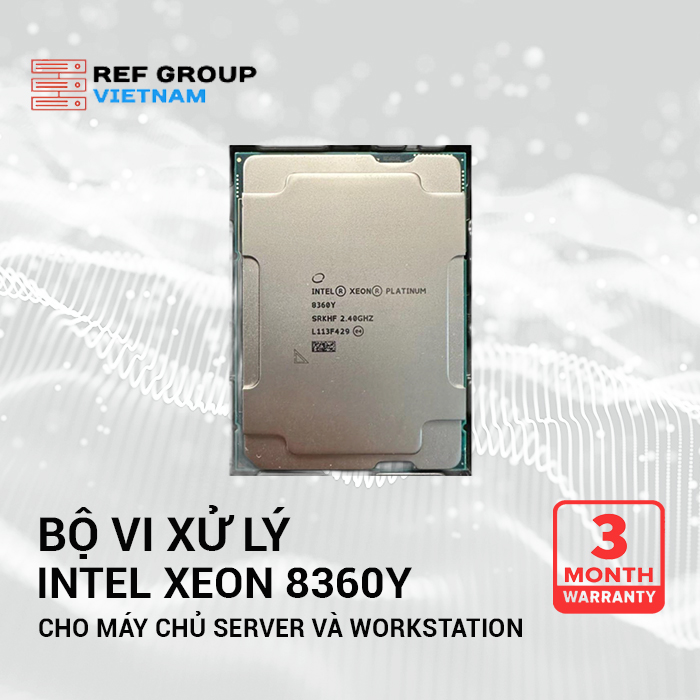 REF GROUP
VIETNAM
INTEL® XEON® PLATINUM
8360Y
SRKHF 2.40GHZ
L113F429 e4
BỘ VI XỬ LÝ
INTEL XEON 8360Y
CHO MÁY CHỦ SERVER VÀ WORKSTATION
3
MONTH
WARRANTY